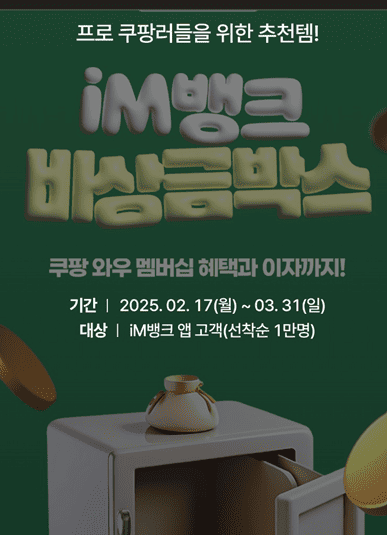 프로 쿠팡러들을 위한 추천템!
iM뱅크
비상금박스
쿠팡 와우 멤버십 혜택과 이자까지!
기간 | 2025. 02. 17(월) ~ 03. 31(일)
대상 | iM뱅크 앱 고객(선착순 1만명)